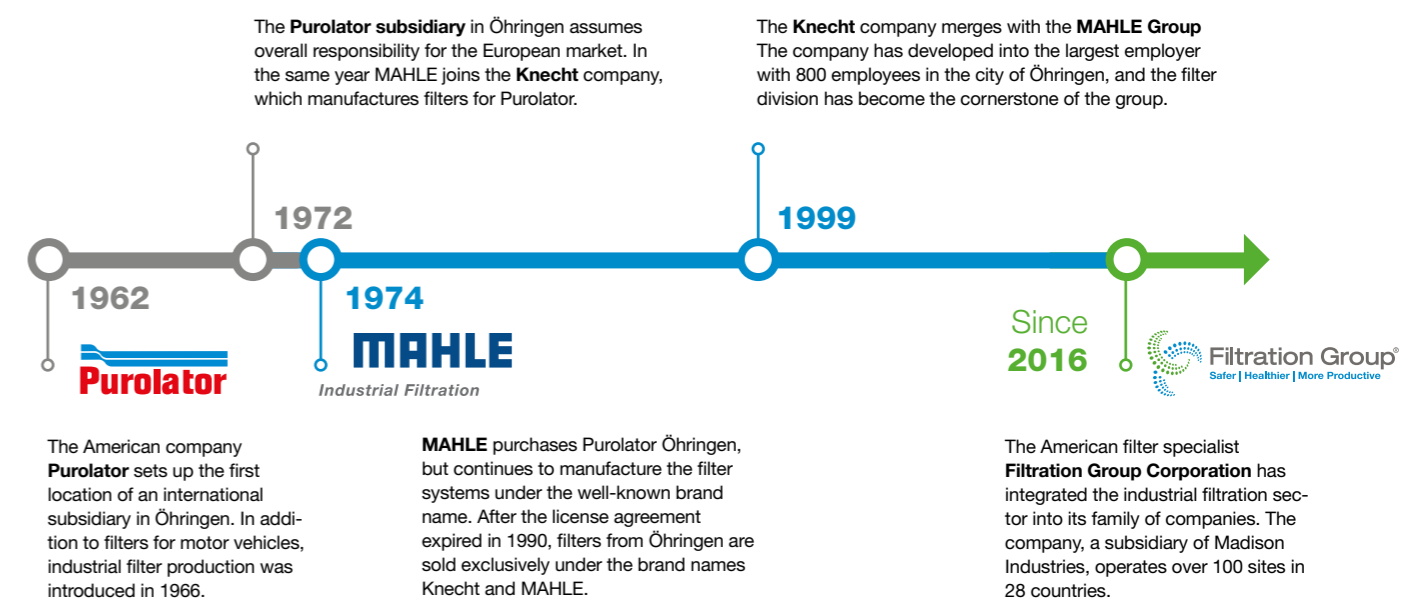 The Purolator subsidiary in Öhringen assumes
overall responsibility for the European market. In
the same year MAHLE joins the Knecht company,
which manufactures filters for Purolator.
The Knecht company merges with the MAHLE Group
The company has developed into the largest employer
with 800 employees in the city of Öhringen, and the filter
division has become the cornerstone of the group.
1972
1999
1962
1974
Since
2016
Purolator
MAHLE
Industrial Filtration
Filtration Group®
Safer | Healthier | More Productive
The American company
Purolator sets up the first
location of an international
subsidiary in Öhringen. In addi-
tion to filters for motor vehicles,
industrial filter production was
introduced in 1966.
MAHLE purchases Purolator Öhringen,
but continues to manufacture the filter
systems under the well-known brand
name. After the license agreement
expired in 1990, filters from Öhringen are
sold exclusively under the brand names
Knecht and MAHLE.
The American filter specialist
Filtration Group Corporation has
integrated the industrial filtration sec-
tor into its family of companies. The
company, a subsidiary of Madison
Industries, operates over 100 sites in
28 countries.